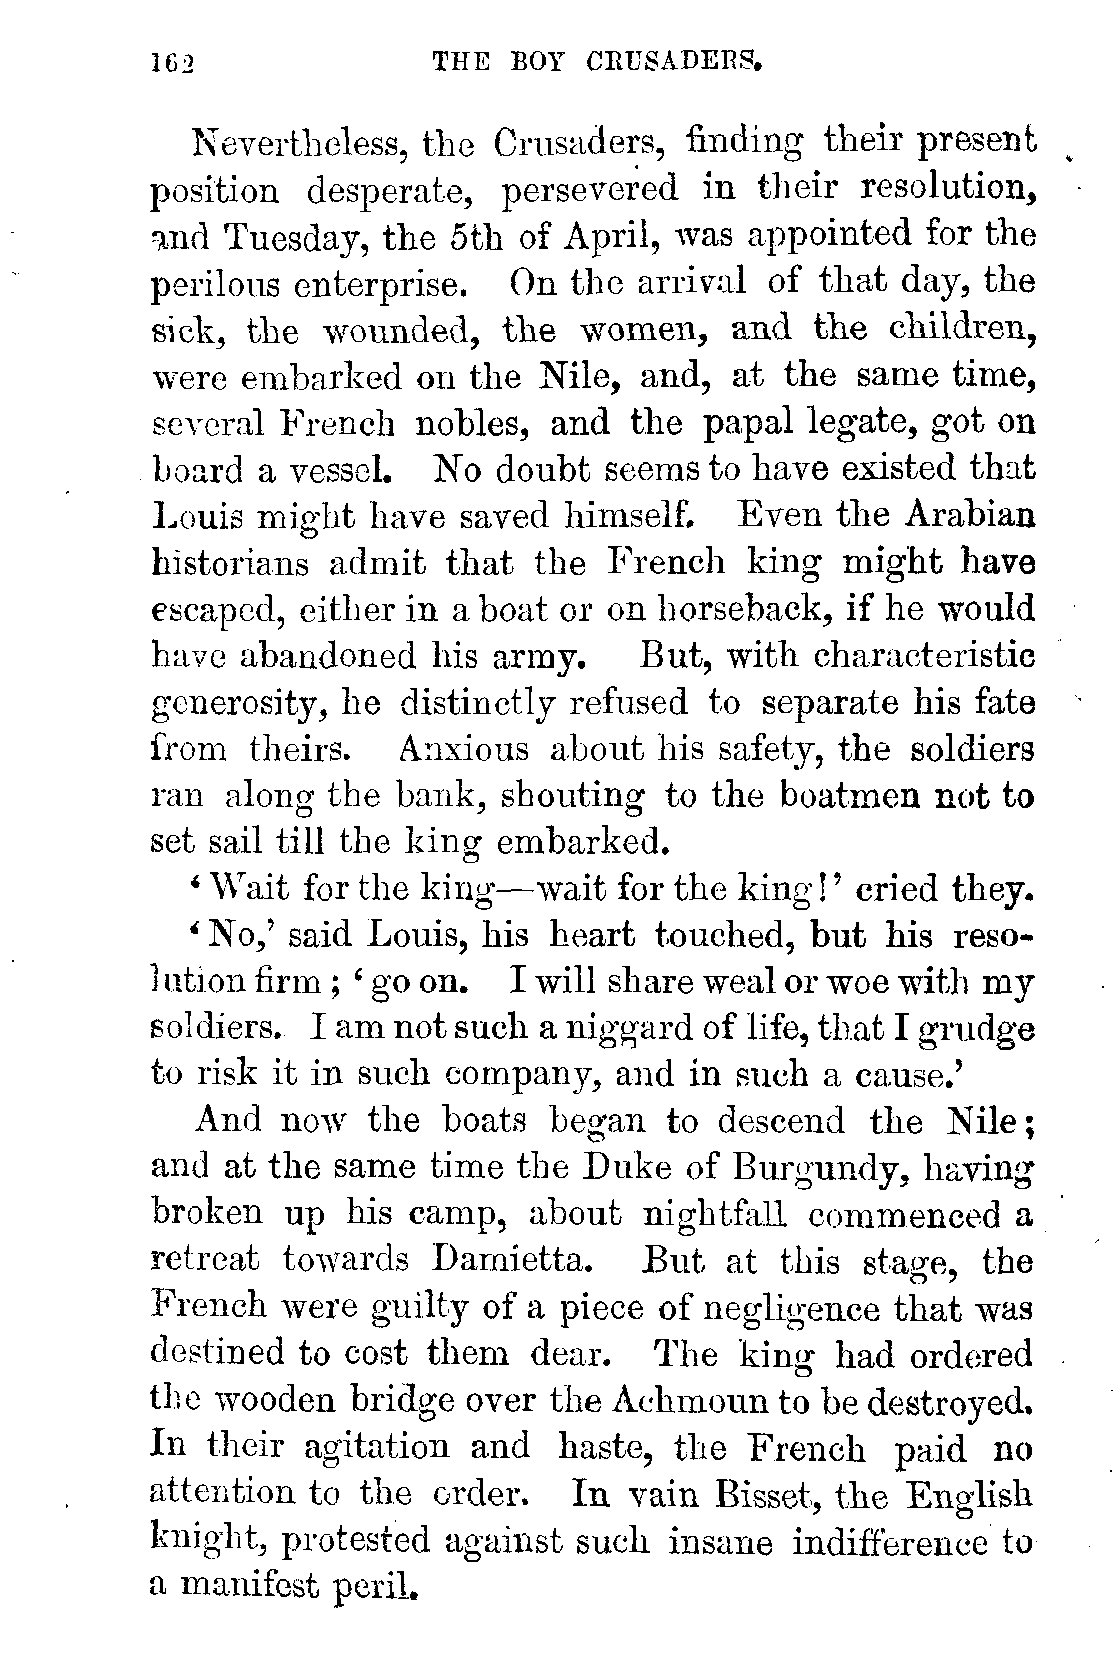 162 THE BOY CRUSADERS.
Nevertheless, the Crusaders, finding their present
position desperate, persevered in their resolution,
and Tuesday, the 5th of April, was appointed for the
perilous enterprise. On the arrival of that day, the
sick, the wounded, the women, and the children,
were embarked on the Nile, and, at the same time,
several French nobles, and the papal legate, got on
board a vessel. No doubt seems to have existed that
Louis might have saved himself. Even the Arabian
historians admit that the French king might have
escaped, either in a boat or on horseback, if he would
have abandoned his army. But, with characteristic
generosity, he distinctly refused to separate his fate
from theirs. Anxious about his safety, the soldiers
ran along the bank, shouting to the boatmen not to
set sail till the king embarked.
‘Wait for the king—wait for the king!’ cried they.
‘No,’ said Louis, his heart touched, but his reso-
lution firm; ‘go on. I will share weal or woe with my
soldiers. I am not such a niggard of life, that I grudge
to risk it in such company, and in such a cause.’
And now the boats began to descend the Nile;
and at the same time the Duke of Burgundy, having
broken up his camp, about nightfall commenced a
retreat towards Damietta. But at this stage, the
French were guilty of a piece of negligence that was
destined to cost them dear. The king had ordered
the wooden bridge over the Achmoun to be destroyed.
In their agitation and haste, the French paid no
attention to the order. In vain Bisset, the English
knight, protested against such insane indifference to
a manifest peril.